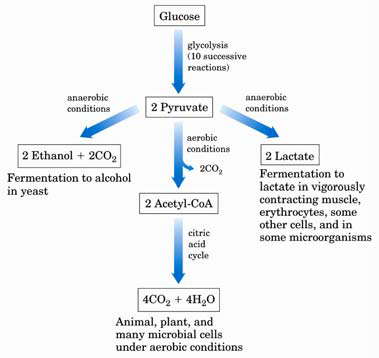 Glucose
glycolysis
(10 successive
reactions)
anaerobic
conditions
2 Pyruvate
anaerobic
conditions
aerobic
conditions
2CO₂
2 Ethanol + 2CO₂
Fermentation to alcohol
in yeast
2 Lactate
Fermentation to
lactate in vigorously
contracting muscle,
erythrocytes, some
other cells, and in
some microorganisms
2 Acetyl-CoA
citric
acid
cycle
4CO₂ + 4H₂O
Animal, plant, and
many microbial cells
under aerobic conditions